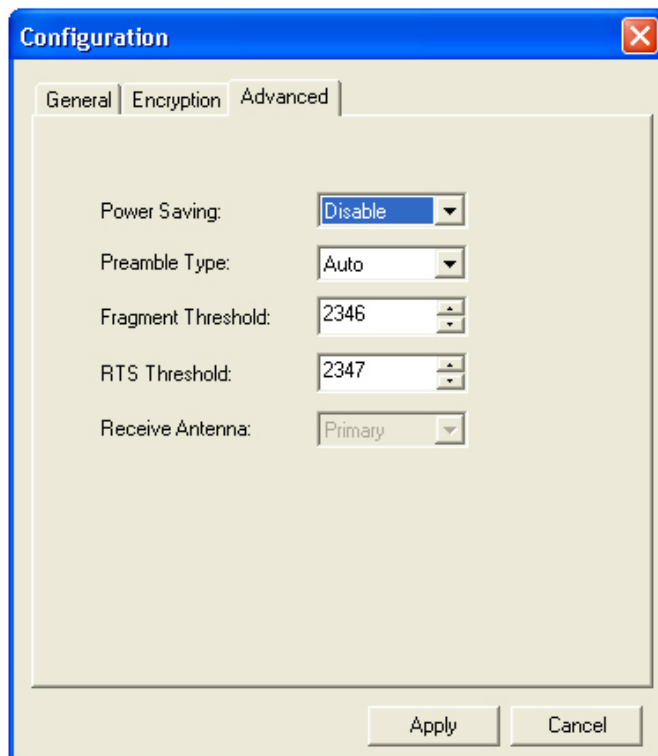 Configuration
General Encryption Advanced
Power Saving: Disable
Preamble Type: Auto
Fragment Threshold: 2346
RTS Threshold: 2347
Receive Antenna: Primary
Apply Cancel